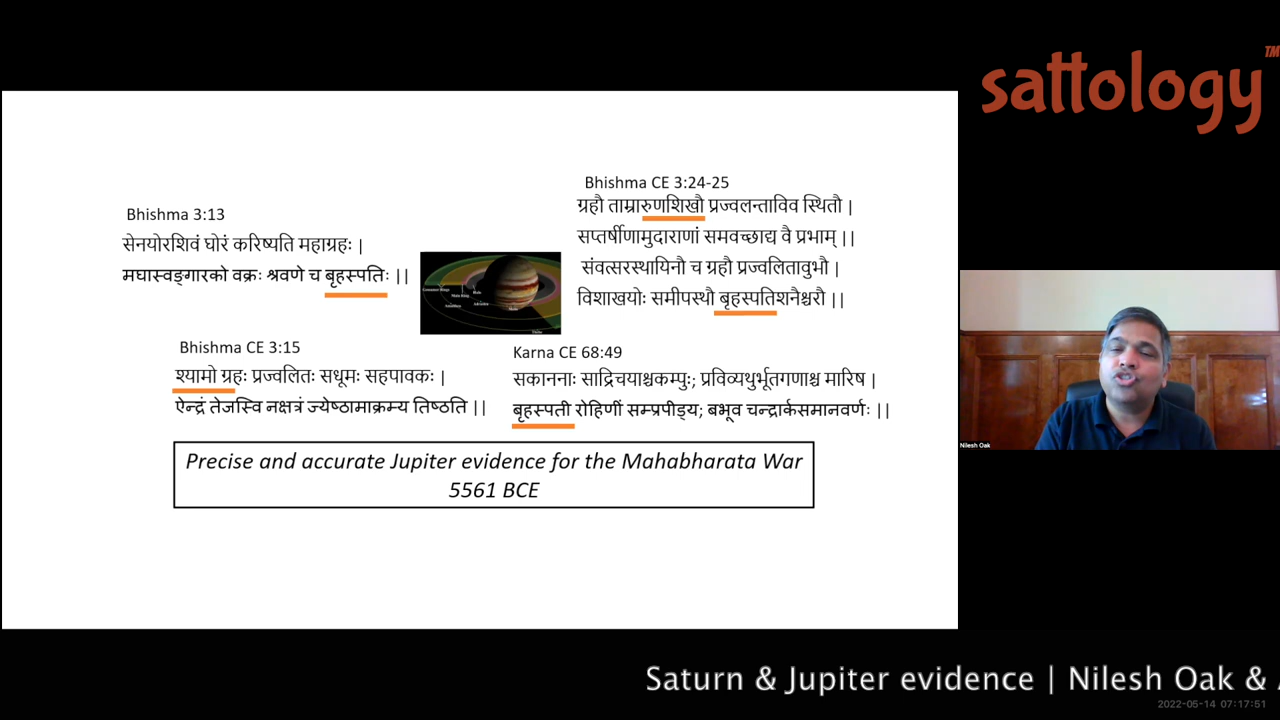 sattology™
Bhishma 3:13
सेनयोरशिवं घोरं करिष्यति महाग्रहः |
मघास्वङ्गारको वक्रः श्रवणे च बृहस्पतिः ||
Bhishma CE 3:24-25
ग्रहौ ताम्रारुणशिखौ प्रज्वलन्ताविव स्थितौ |
सप्तर्षीणामुदाराणां समवच्छाद्य वै प्रभाम् ||
संवत्सरस्थायिनौ च ग्रहौ प्रज्वलितावुभौ |
विशाखयोः समीपस्थौ बृहस्पतिशनैश्चरौ ||
Bhishma CE 3:15
श्यामो ग्रहः प्रज्वलितः सधूमः सहपावकः |
ऐन्द्रं तेजस्वि नक्षत्रं ज्येष्ठामाक्रम्य तिष्ठति ||
Karna CE 68:49
सकाननाः साद्रिचयाश्चकम्पुः; प्रविव्यथुर्भूतगणाश्च मारिष |
बृहस्पती रोहिणीं सम्प्रपीड्य; बभूव चन्द्रार्कसमानवर्णः ||
Precise and accurate Jupiter evidence for the Mahabharata War
5561 BCE
Nilesh Oak
Saturn & Jupiter evidence | Nilesh Oak &
2022-05-14 07:17:51